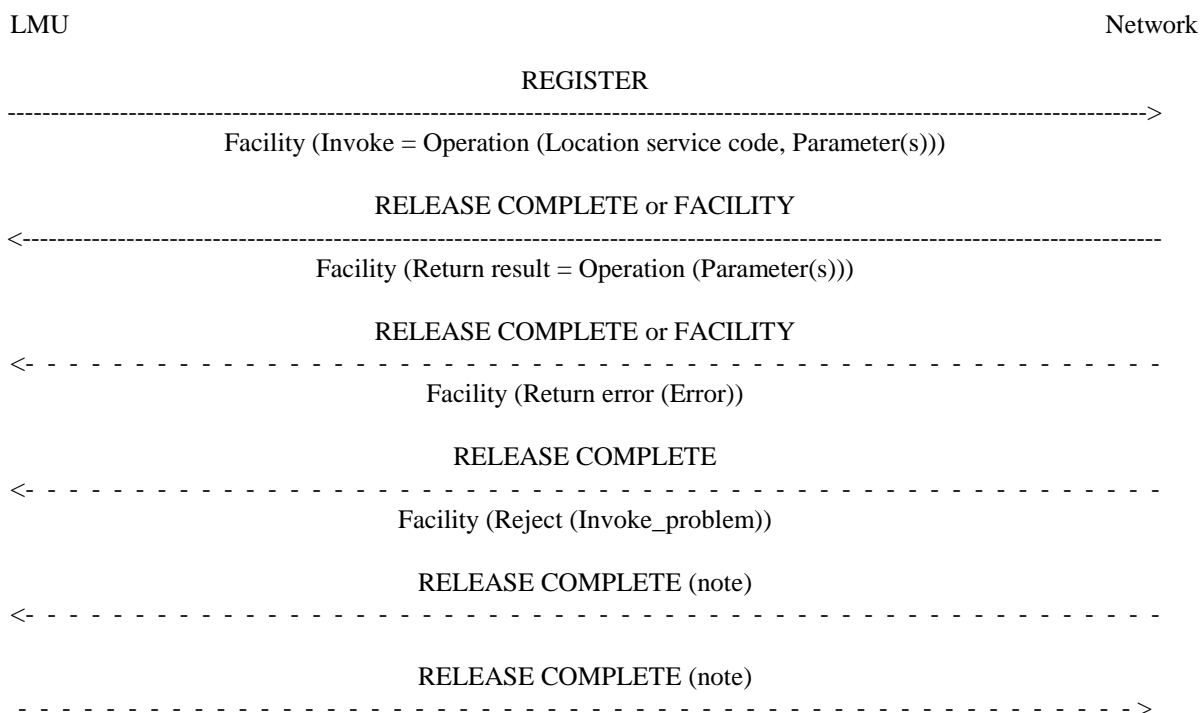 LMU Network
REGISTER
------------------------------------------------------------------------------------------------------------------------------------>
Facility (Invoke = Operation (Location service code, Parameter(s)))
RELEASE COMPLETE or FACILITY
<------------------------------------------------------------------------------------------------------------------------------------
Facility (Return result = Operation (Parameter(s)))
RELEASE COMPLETE or FACILITY
<- - - - - - - - - - - - - - - - - - - - - - - - - - - - - - - - - - - - - - - - - - - - - - - - - - - - - -
Facility (Return error (Error))
RELEASE COMPLETE
<- - - - - - - - - - - - - - - - - - - - - - - - - - - - - - - - - - - - - - - - - - - - - - - - - - - - - -
Facility (Reject (Invoke_problem))
RELEASE COMPLETE (note)
<- - - - - - - - - - - - - - - - - - - - - - - - - - - - - - - - - - - - - - - - - - - - - - - - - - - - - -
RELEASE COMPLETE (note)
- - - - - - - - - - - - - - - - - - - - - - - - - - - - - - - - - - - - - - - - - - - - - - - - - - - - - ->